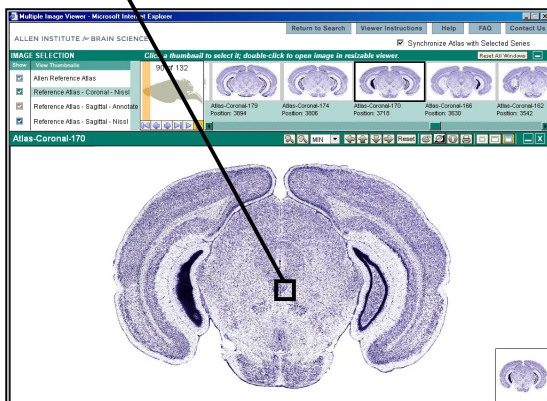 Multiple Image Viewer - Microsoft Internet Explorer
Return to Search Viewer Instructions Help FAQ Contact Us
ALLEN INSTITUTE for BRAIN SCIENCE
Synchronize Atlas with Selected Series
IMAGE SELECTION Click a thumbnail to select it; double-click to open image in resizable viewer. Reset All Windows
Show View Thumbnails
90 of 132
Allen Reference Atlas
Reference Atlas - Coronal - Nissl
Reference Atlas - Sagittal - Annotate
Reference Atlas - Sagittal - Nissl
Atlas-Coronal-179 Atlas-Coronal-174 Atlas-Coronal-170 Atlas-Coronal-166 Atlas-Coronal-162
Position: 3894 Position: 3806 Position: 3718 Position: 3630 Position: 3542
Atlas-Coronal-170 MIN Reset